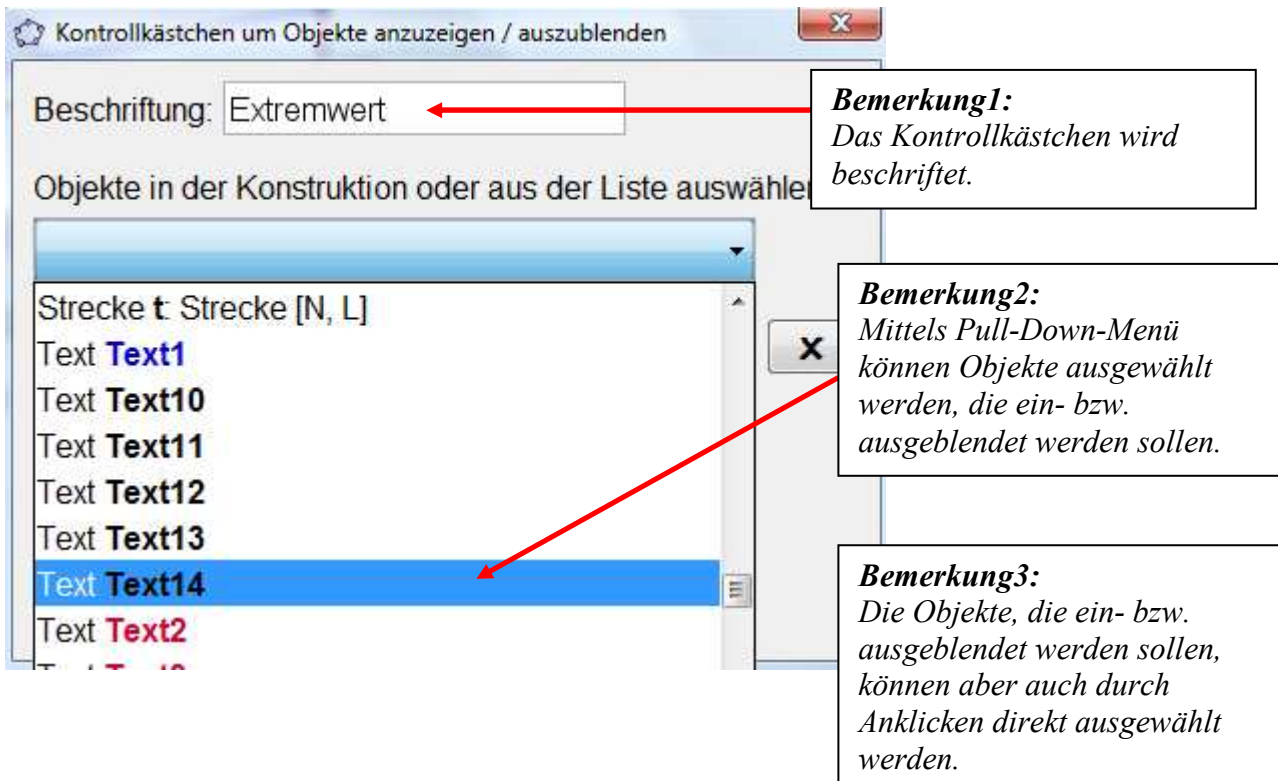 Kontrollkästchen um Objekte anzuzeigen / auszublenden
Beschriftung: Extremwert
Objekte in der Konstruktion oder aus der Liste auswähle
Strecke t: Strecke [N, L]
Text Text1
Text Text10
Text Text11
Text Text12
Text Text13
Text Text14
Text Text2
Bemerkung1:
Das Kontrollkästchen wird
beschriftet.
Bemerkung2:
Mittels Pull-Down-Menü
können Objekte ausgewählt
werden, die ein- bzw.
ausgeblendet werden sollen.
Bemerkung3:
Die Objekte, die ein- bzw.
ausgeblendet werden sollen,
können aber auch durch
Anklicken direkt ausgewählt
werden.